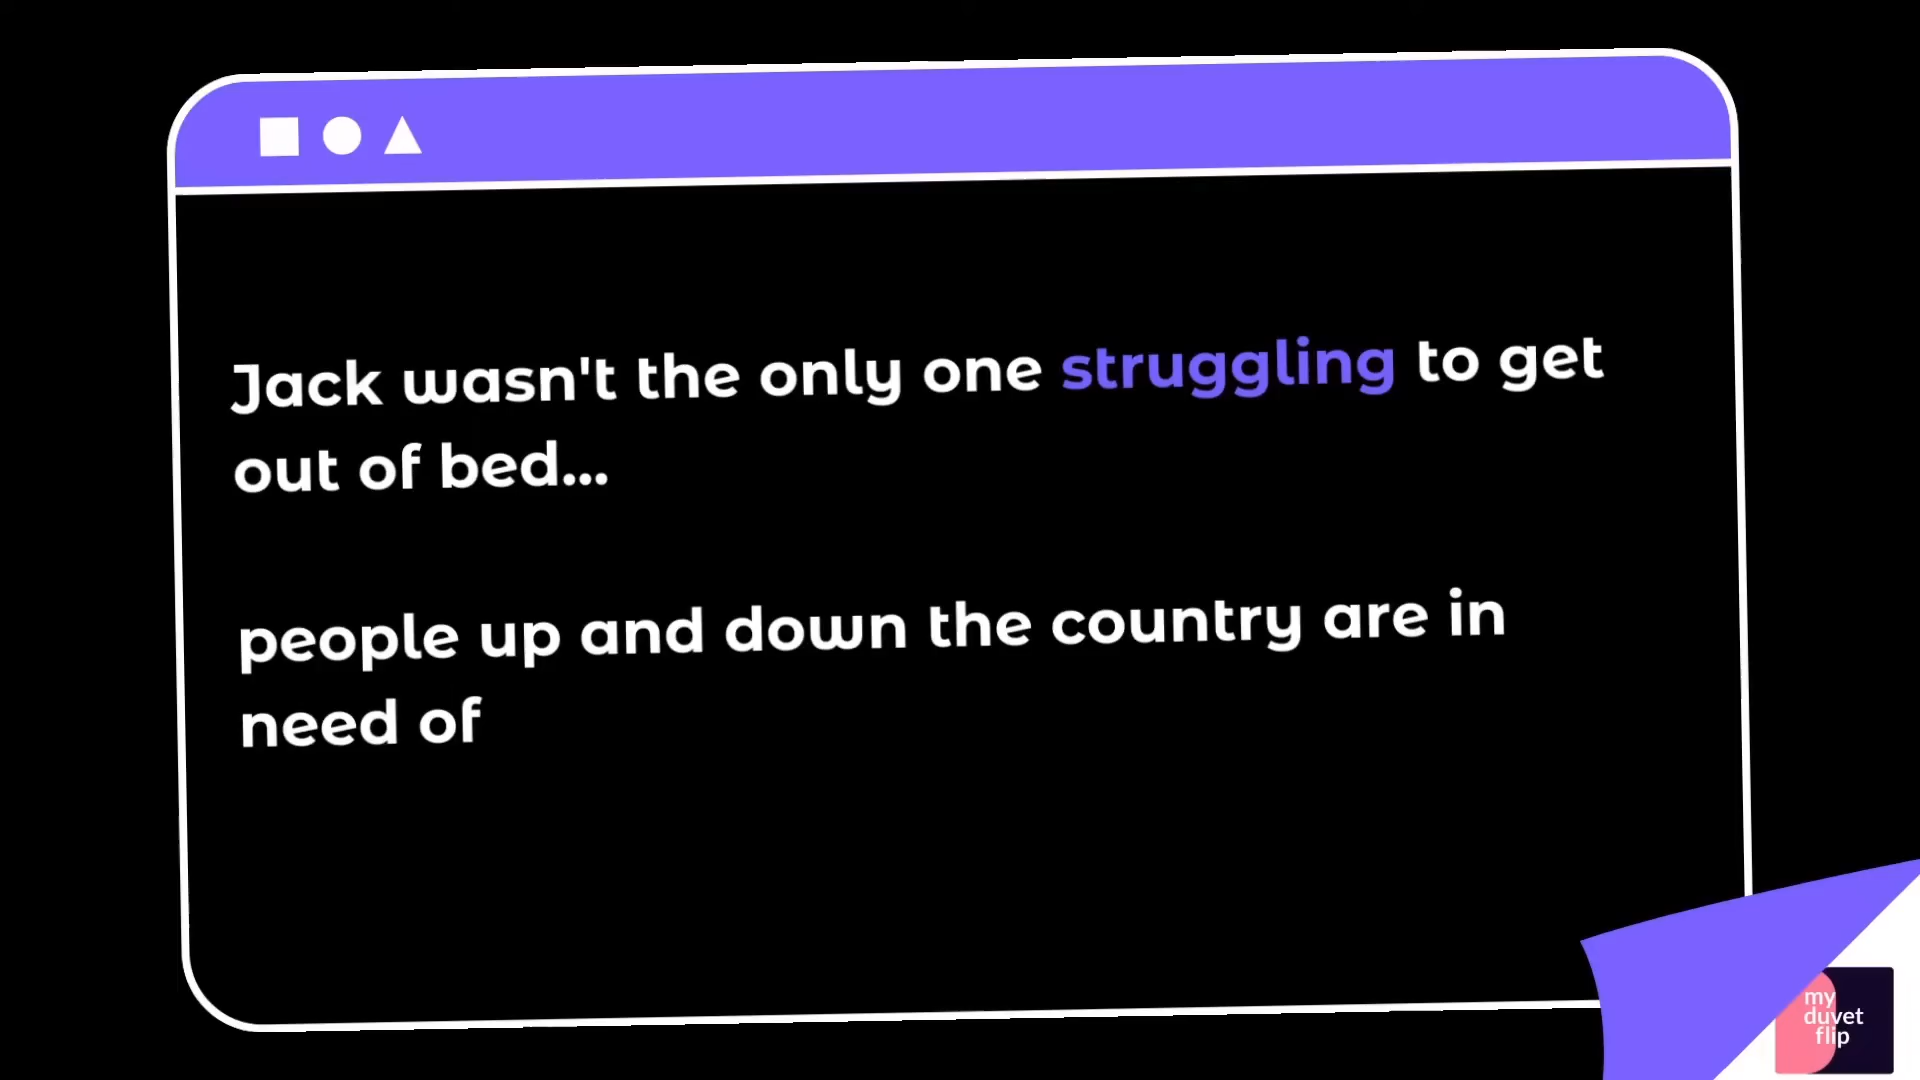 Jack wasn't the only one struggling to get
out of bed...
people up and down the country are in
need of
my
duvet
flip